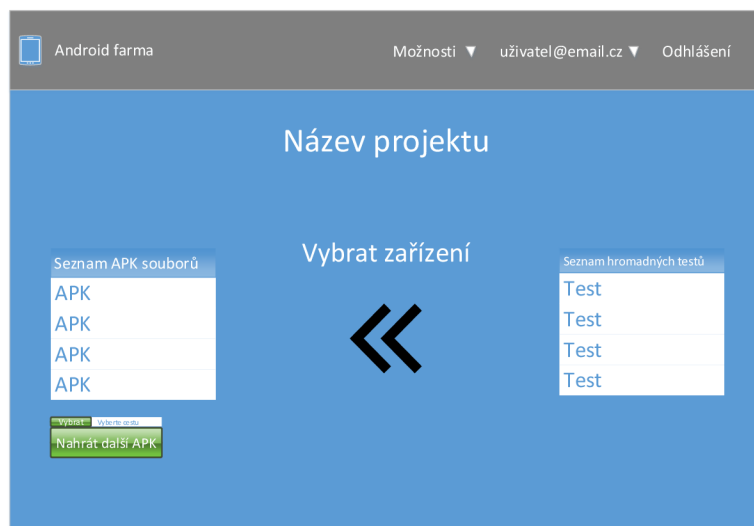 Android farma
Možnosti ▼ uživatel@email.cz ▼ Odhlášení
Název projektu
Vybrat zařízení
Seznam APK souborů
APK
APK
APK
APK
Vybrat Vyberte cestu
Nahrát další APK
Seznam hromadných testů
Test
Test
Test
Test